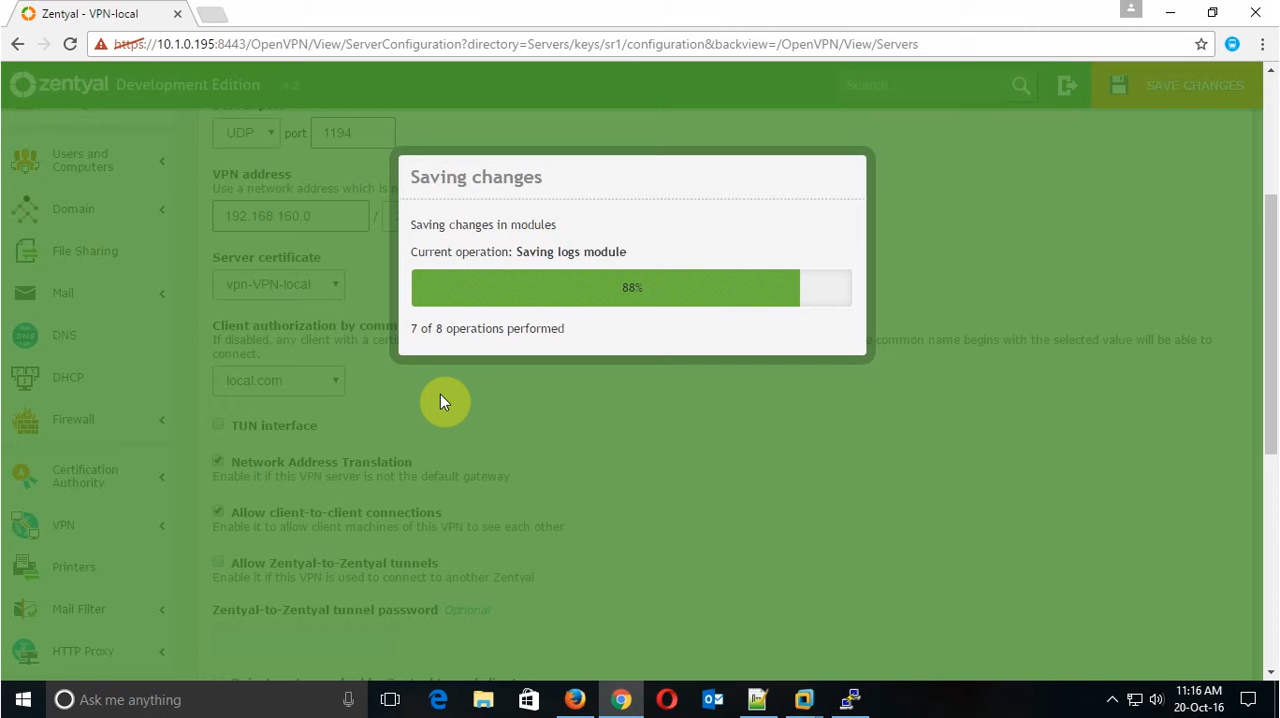 Zentyal - VPN-local
https://10.1.0.195:8443/OpenVPN/View/ServerConfiguration?directory=Servers/keys/sr1/configuration&backview=/OpenVPN/View/Servers
zentyal Development Edition 4.2
Search...
SAVE CHANGES
Users and
Computers
Domain
File Sharing
Mail
DNS
DNS
DHCP
Firewall
Certification
Authority
VPN
Printers
Mail Filter
HTTP Proxy
UDP port 1194
VPN address
Use a network address which is
192.168.160.0 /
Server certificate
vpn-VPN-local
Client authorization by
If disabled, any client with a common name begins with the selected value will be able to
connect.
local.com
TUN interface
Network Address Translation
Enable it if this VPN server is not the default gateway
Allow client-to-client connections
Enable it to allow client machines of this VPN to see each other
Allow Zentyal-to-Zentyal tunnels
Enable it if this VPN is used to connect to another Zentyal
Zentyal-to-Zentyal tunnel password Optional
Saving changes
Saving changes in modules
Current operation: Saving logs module
88%
7 of 8 operations performed
Ask me anything
11:16 AM
20-Oct-16